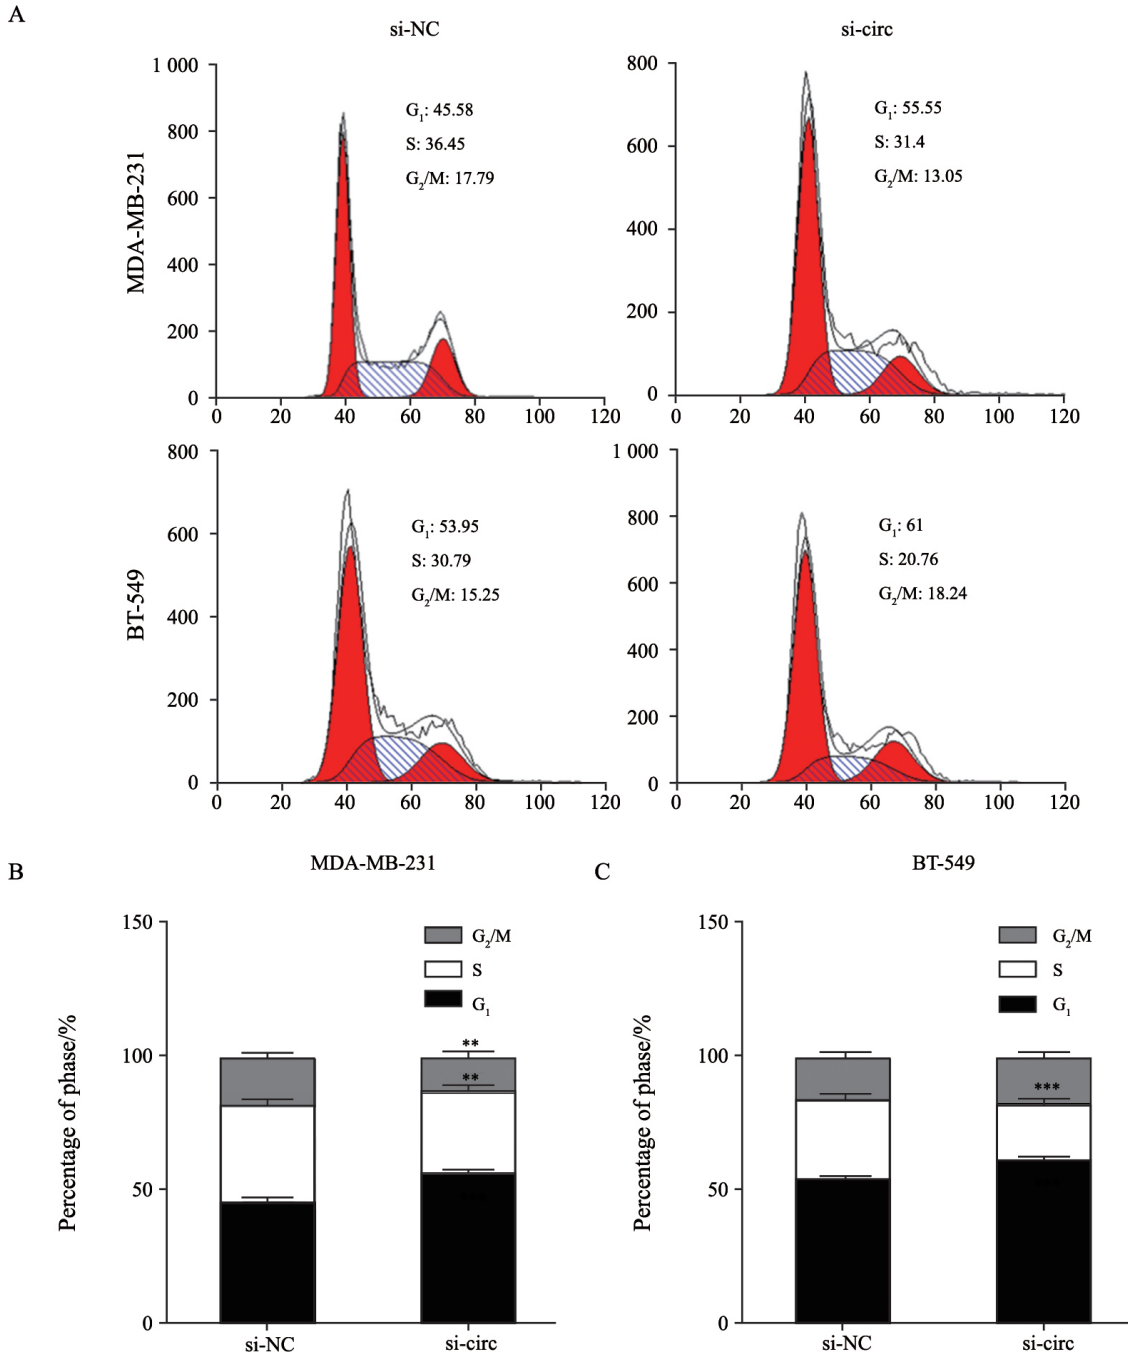 A
si-NC
si-circ
MDA-MB-231
1 000
800
600
400
200
0
G₁: 45.58
S: 36.45
G₂/M: 17.79
0 20 40 60 80 100 120
800
600
400
200
0
G₁: 55.55
S: 31.4
G₂/M: 13.05
0 20 40 60 80 100 120
BT-549
800
600
400
200
0
G₁: 53.95
S: 30.79
G₂/M: 15.25
0 20 40 60 80 100 120
1 000
800
600
400
200
0
G₁: 61
S: 20.76
G₂/M: 18.24
0 20 40 60 80 100 120
B
MDA-MB-231
Percentage of phase/%
150
100
50
0
G₂/M
S
G₁
**
**
***
si-NC si-circ
C
BT-549
Percentage of phase/%
150
100
50
0
G₂/M
S
G₁
***
***
si-NC si-circ